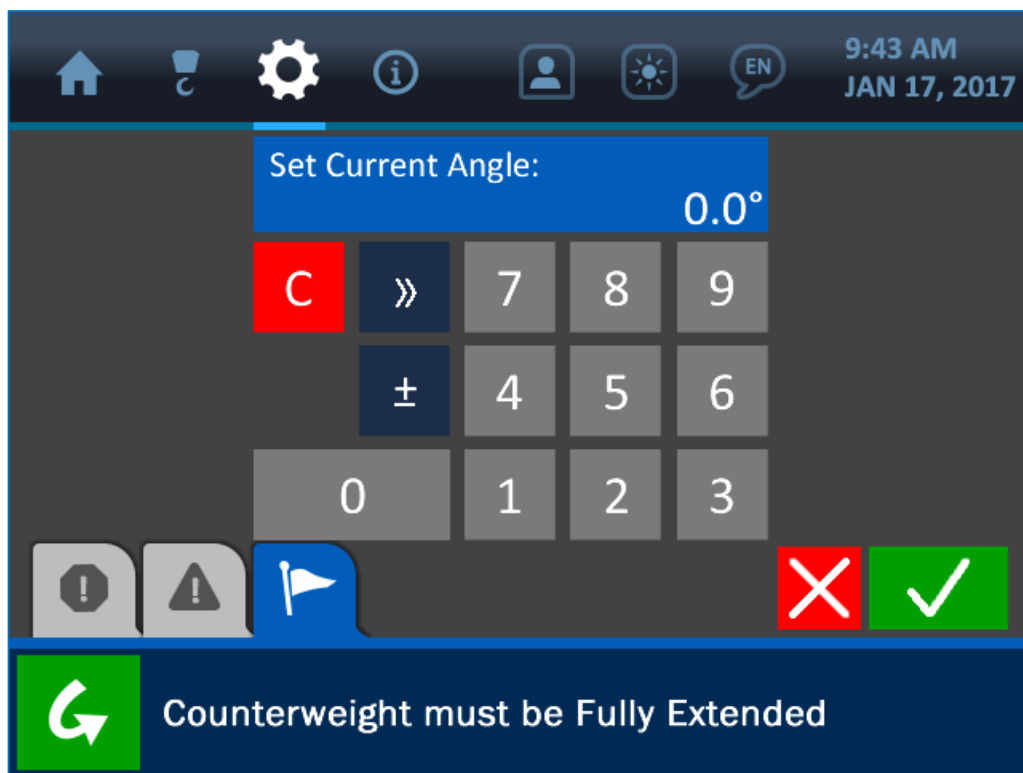 EN
9:43 AM
JAN 17, 2017
Set Current Angle:
0.0°
C » 7 8 9
± 4 5 6
0 1 2 3
Counterweight must be Fully Extended